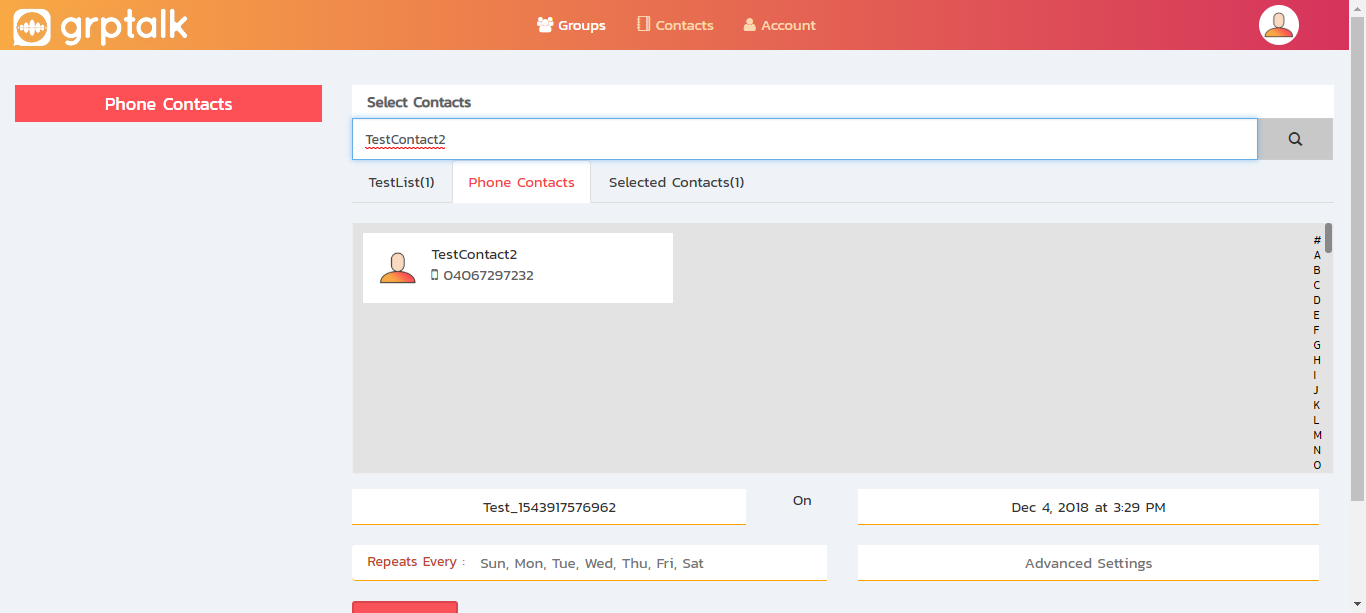 grptalk
Groups Contacts Account
Phone Contacts
Select Contacts
TestContact2
TestList(1) Phone Contacts Selected Contacts(1)
TestContact2
04067297232
#
A
B
C
D
E
F
G
H
I
J
K
L
M
N
O
Test_1543917576962 On Dec 4, 2018 at 3:29 PM
Repeats Every : Sun, Mon, Tue, Wed, Thu, Fri, Sat Advanced Settings